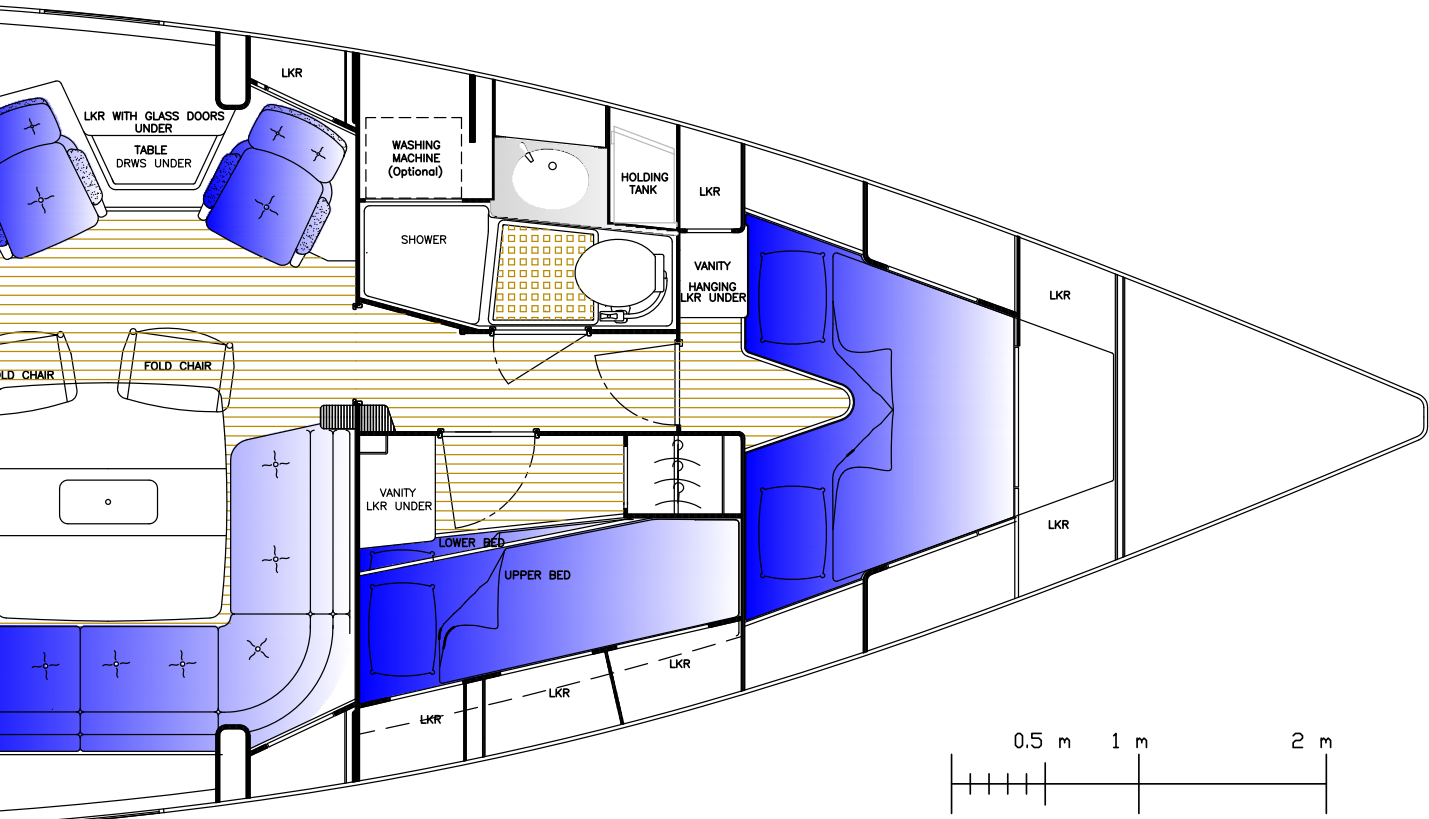 LKR
LKR WITH GLASS DOORS
UNDER
TABLE
DRWS UNDER
WASHING
MACHINE
(Optional)
HOLDING
TANK
LKR
SHOWER
VANITY
HANGING
LKR UNDER
LKR
FOLD CHAIR
OLD CHAIR
VANITY
LKR UNDER
LOWER BED
UPPER BED
LKR
LKR
LKR
LKR
0.5 m 1 m 2 m